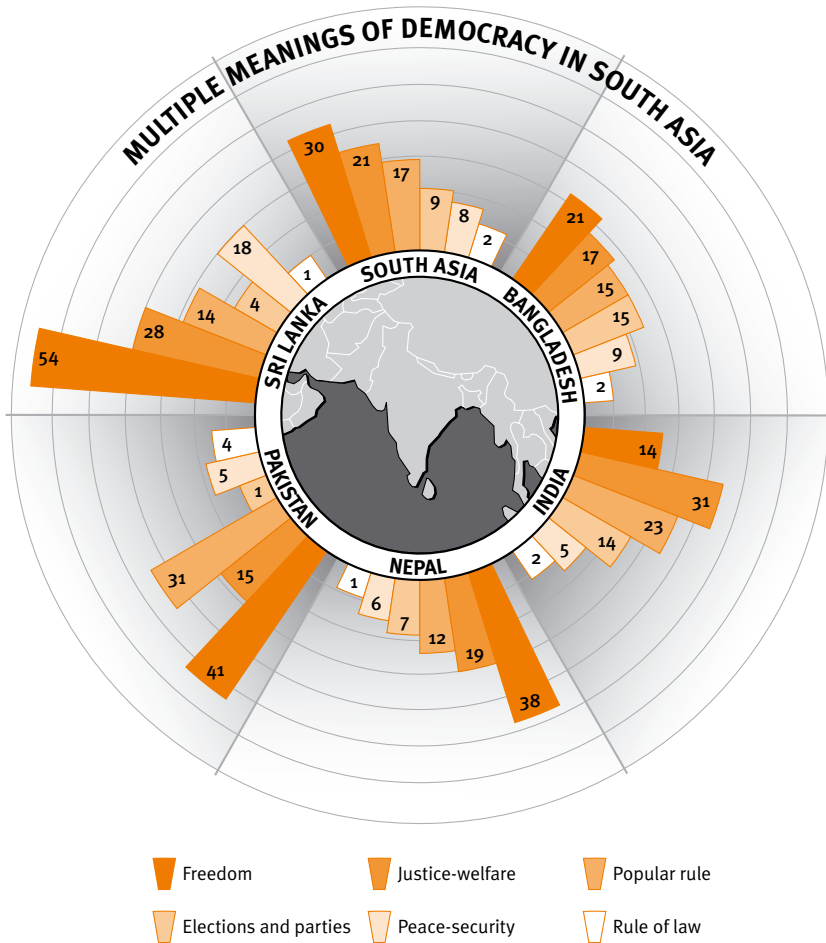 MULTIPLE MEANINGS OF DEMOCRACY IN SOUTH ASIA
SOUTH ASIA
30
21
17
9
8
2
BANGLADESH
21
17
15
15
9
2
INDIA
14
31
23
14
5
2
NEPAL
38
19
12
7
6
1
PAKISTAN
41
15
31
1
5
4
SRI LANKA
54
28
14
4
18
1
Freedom
Justice-welfare
Popular rule
Elections and parties
Peace-security
Rule of law